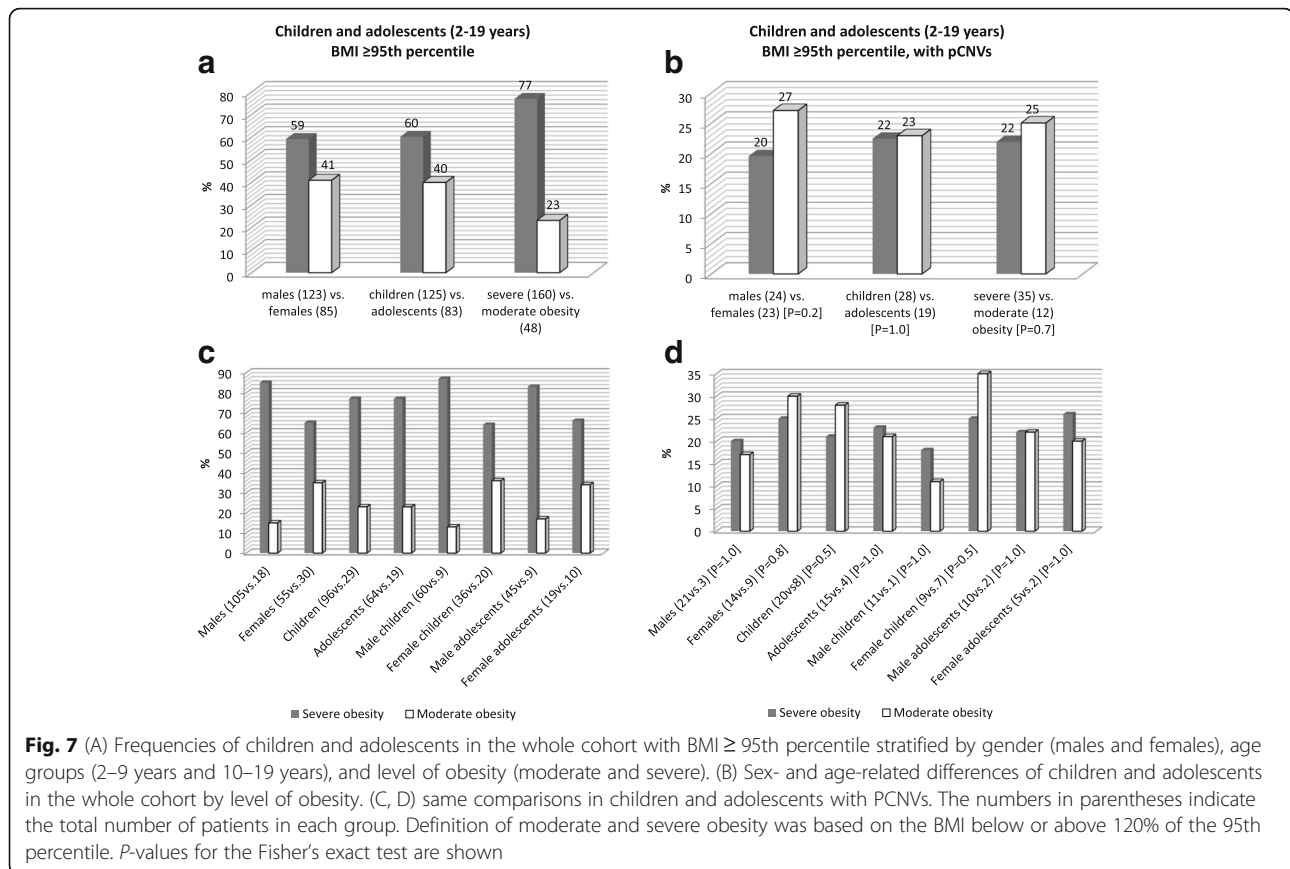 Children and adolescents (2-19 years)
BMI ≥95th percentile
a
80
70
60
50
40
30
20
10
0
%
59
41
60
40
77
23
males (123) vs.
females (85)
children (125) vs.
adolescents (83)
severe (160) vs.
moderate obesity
(48)
Children and adolescents (2-19 years)
BMI ≥95th percentile, with pCNVs
b
30
25
20
15
10
5
0
%
20
27
22
23
22
25
males (24) vs.
females (23) [P=0.2]
children (28) vs.
adolescents (19)
[P=1.0]
severe (35) vs.
moderate (12)
obesity [P=0.7]
c
90
80
70
60
50
40
30
20
10
0
%
Males (105vs.18)
Females (55vs.30)
Children (96vs.29)
Adolescents (64vs.19)
Male children (60vs.9)
Female children (36vs.20)
Male adolescents (45vs.9)
Female adolescents (19vs.10)
Severe obesity
Moderate obesity
d
35
30
25
20
15
10
5
0
%
Males (21vs.3) [P=1.0]
Females (14vs.9) [P=0.8]
Children (20vs8) [P=0.5]
Adolescents (15vs.4) [P=1.0]
Male children (11vs.1) [P=1.0]
Female children (9vs.7) [P=0.5]
Male adolescents (10vs.2) [P=1.0]
Female adolescents (5vs.2) [P=1.0]
Severe obesity
Moderate obesity
Fig. 7 (A) Frequencies of children and adolescents in the whole cohort with BMI ≥ 95th percentile stratified by gender (males and females), age
groups (2–9 years and 10–19 years), and level of obesity (moderate and severe). (B) Sex- and age-related differences of children and adolescents
in the whole cohort by level of obesity. (C, D) same comparisons in children and adolescents with PCNVs. The numbers in parentheses indicate
the total number of patients in each group. Definition of moderate and severe obesity was based on the BMI below or above 120% of the 95th
percentile. P-values for the Fisher's exact test are shown